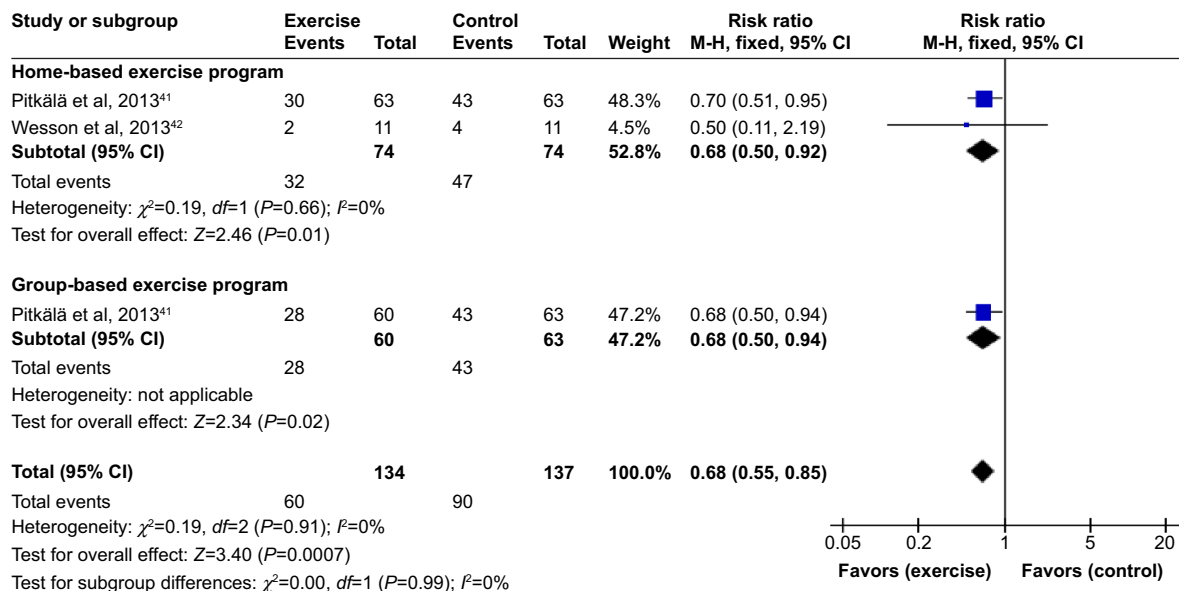 Study or subgroup Exercise Control Risk ratio Risk ratio
Events Total Events Total Weight M-H, fixed, 95% CI M-H, fixed, 95% CI
Home-based exercise program
Pitkälä et al, 2013⁴¹ 30 63 43 63 48.3% 0.70 (0.51, 0.95)
Wesson et al, 2013⁴² 2 11 4 11 4.5% 0.50 (0.11, 2.19)
Subtotal (95% CI) 74 74 52.8% 0.68 (0.50, 0.92)
Total events 32 47
Heterogeneity: χ²=0.19, df=1 (P=0.66); I²=0%
Test for overall effect: Z=2.46 (P=0.01)
Group-based exercise program
Pitkälä et al, 2013⁴¹ 28 60 43 63 47.2% 0.68 (0.50, 0.94)
Subtotal (95% CI) 60 63 47.2% 0.68 (0.50, 0.94)
Total events 28 43
Heterogeneity: not applicable
Test for overall effect: Z=2.34 (P=0.02)
Total (95% CI) 134 137 100.0% 0.68 (0.55, 0.85)
Total events 60 90
Heterogeneity: χ²=0.19, df=2 (P=0.91); I²=0%
Test for overall effect: Z=3.40 (P=0.0007)
Test for subgroup differences: χ²=0.00, df=1 (P=0.99); I²=0%
0.05 0.2 1 5 20
Favors (exercise) Favors (control)